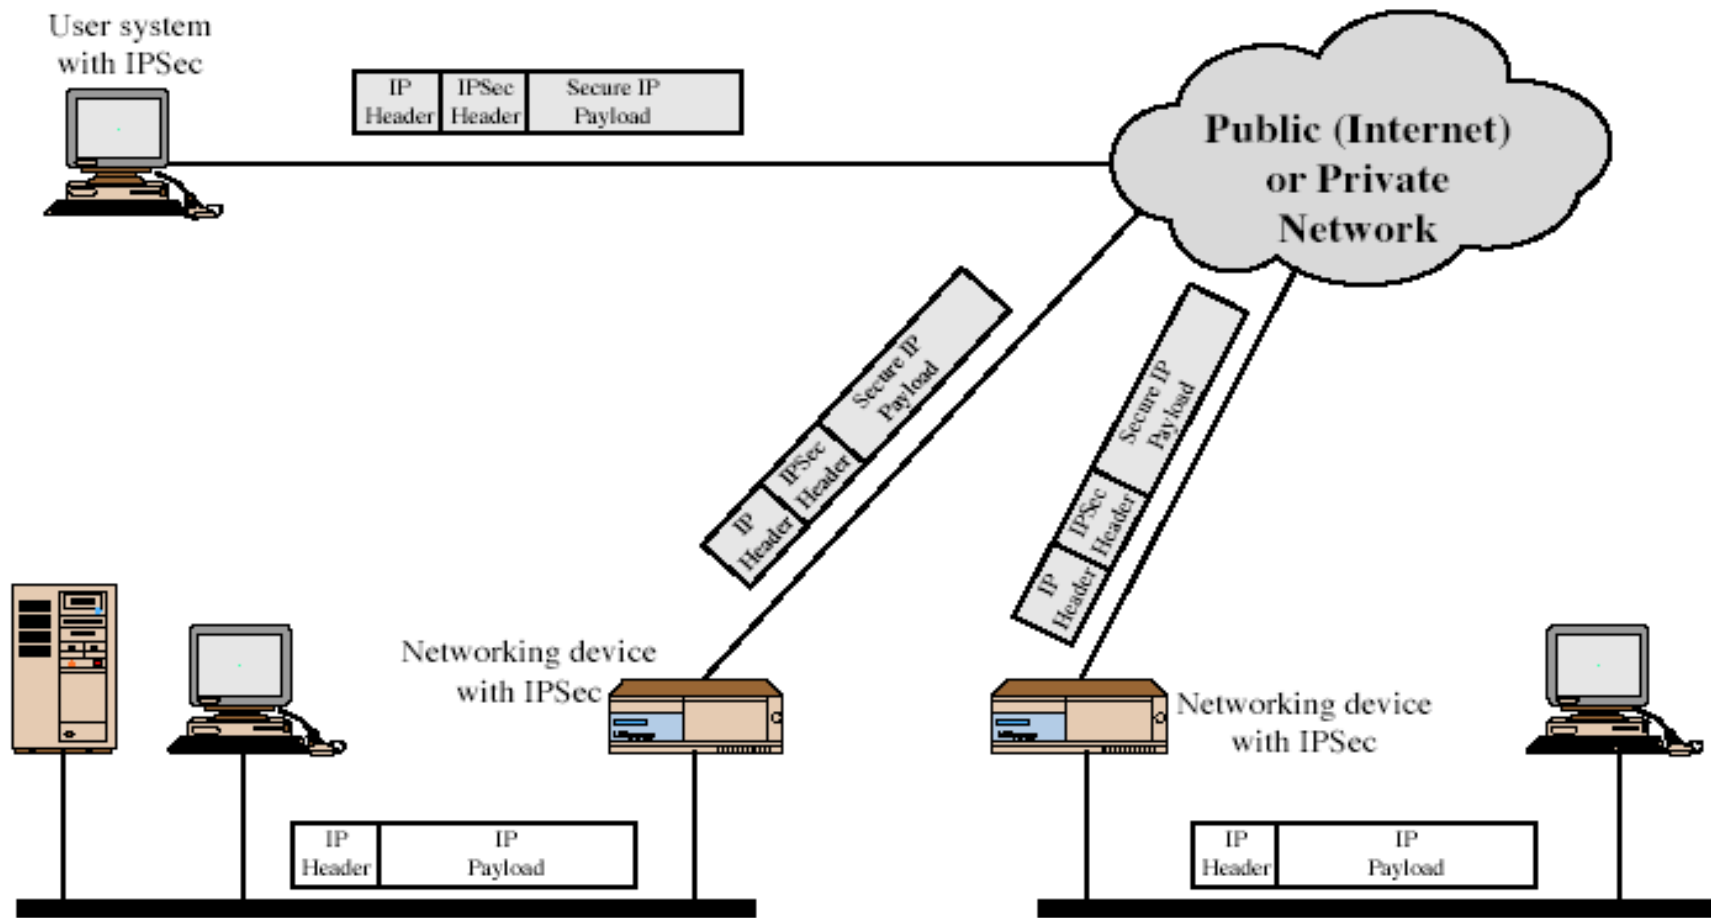 User system
with IPSec
IP
Header
IPSec
Header
Secure IP
Payload
Public (Internet)
or Private
Network
Secure IP
Payload
IPSec
Header
IP
Header
Secure IP
Payload
IPSec
Header
IP
Header
Networking device
with IPSec
Networking device
with IPSec
IP
Header
IP
Payload
IP
Header
IP
Payload